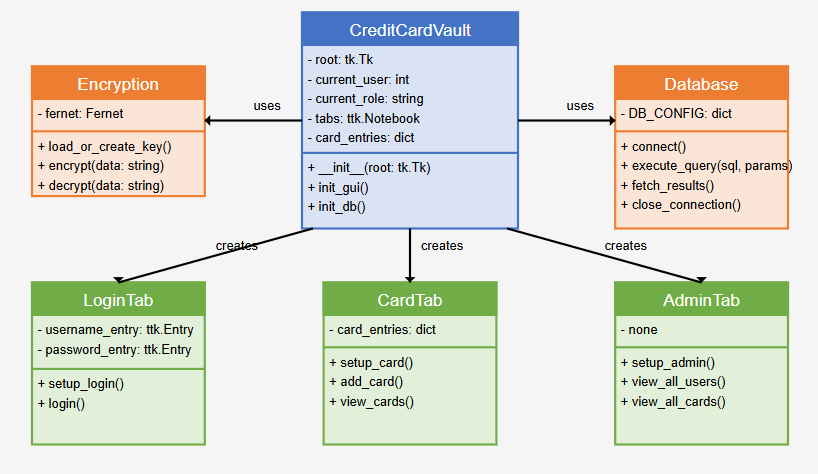 CreditCardVault
- root: tk.Tk
- current_user: int
- current_role: string
- tabs: ttk.Notebook
- card_entries: dict
+ __init__(root: tk.Tk)
+ init_gui()
+ init_db()
Encryption
- fernet: Fernet
+ load_or_create_key()
+ encrypt(data: string)
+ decrypt(data: string)
uses
uses
Database
- DB_CONFIG: dict
+ connect()
+ execute_query(sql, params)
+ fetch_results()
+ close_connection()
creates
creates
creates
LoginTab
- username_entry: ttk.Entry
- password_entry: ttk.Entry
+ setup_login()
+ login()
CardTab
- card_entries: dict
+ setup_card()
+ add_card()
+ view_cards()
AdminTab
- none
+ setup_admin()
+ view_all_users()
+ view_all_cards()